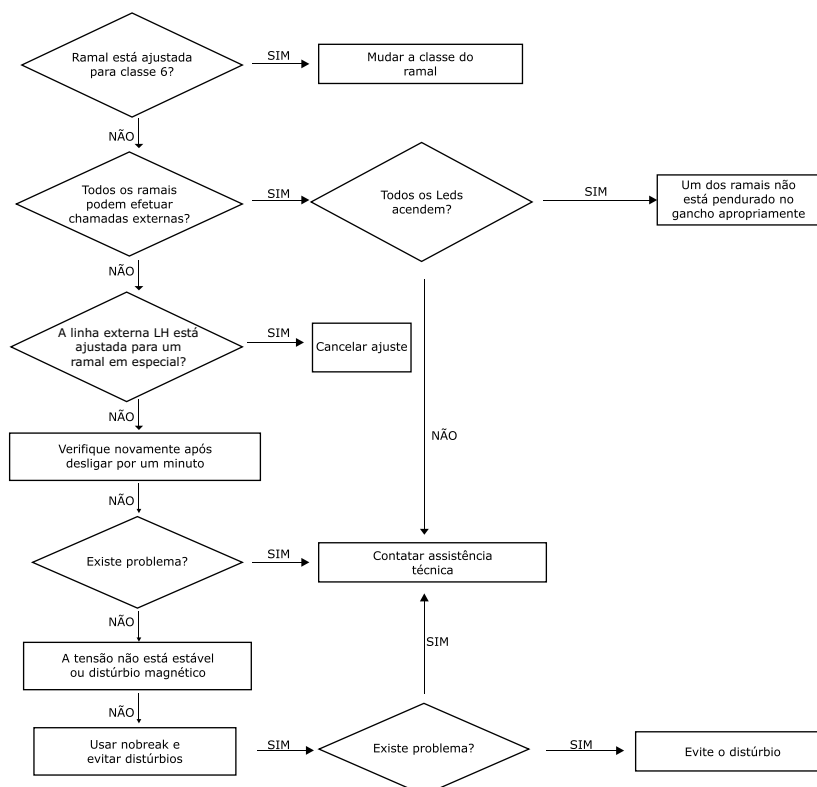 Ramal está ajustada
para classe 6?
SIM
Mudar a classe do
ramal
NÃO
Todos os ramais
podem efetuar
chamadas externas?
SIM
Todos os Leds
acendem?
SIM
Um dos ramais não
está pendurado no
gancho apropriamente
NÃO
A linha externa LH está
ajustada para um
ramal em especial?
SIM
Cancelar ajuste
NÃO
NÃO
Verifique novamente após
desligar por um minuto
NÃO
Existe problema?
SIM
Contatar assistência
técnica
NÃO
SIM
A tensão não está estável
ou distúrbio magnético
NÃO
Usar nobreak e
evitar distúrbios
SIM
Existe problema?
SIM
Evite o distúrbio